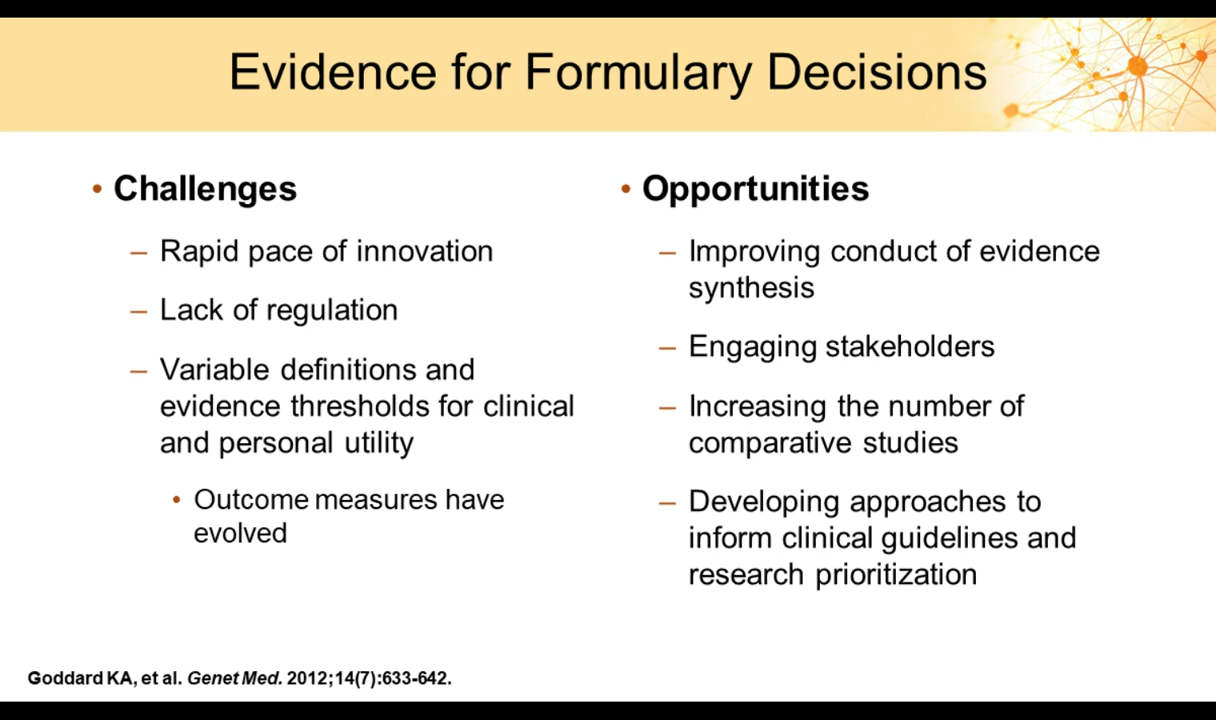 Evidence for Formulary Decisions
• Challenges
– Rapid pace of innovation
– Lack of regulation
– Variable definitions and
evidence thresholds for clinical
and personal utility
• Outcome measures have
evolved
• Opportunities
– Improving conduct of evidence
synthesis
– Engaging stakeholders
– Increasing the number of
comparative studies
– Developing approaches to
inform clinical guidelines and
research prioritization
Goddard KA, et al. Genet Med. 2012;14(7):633-642.